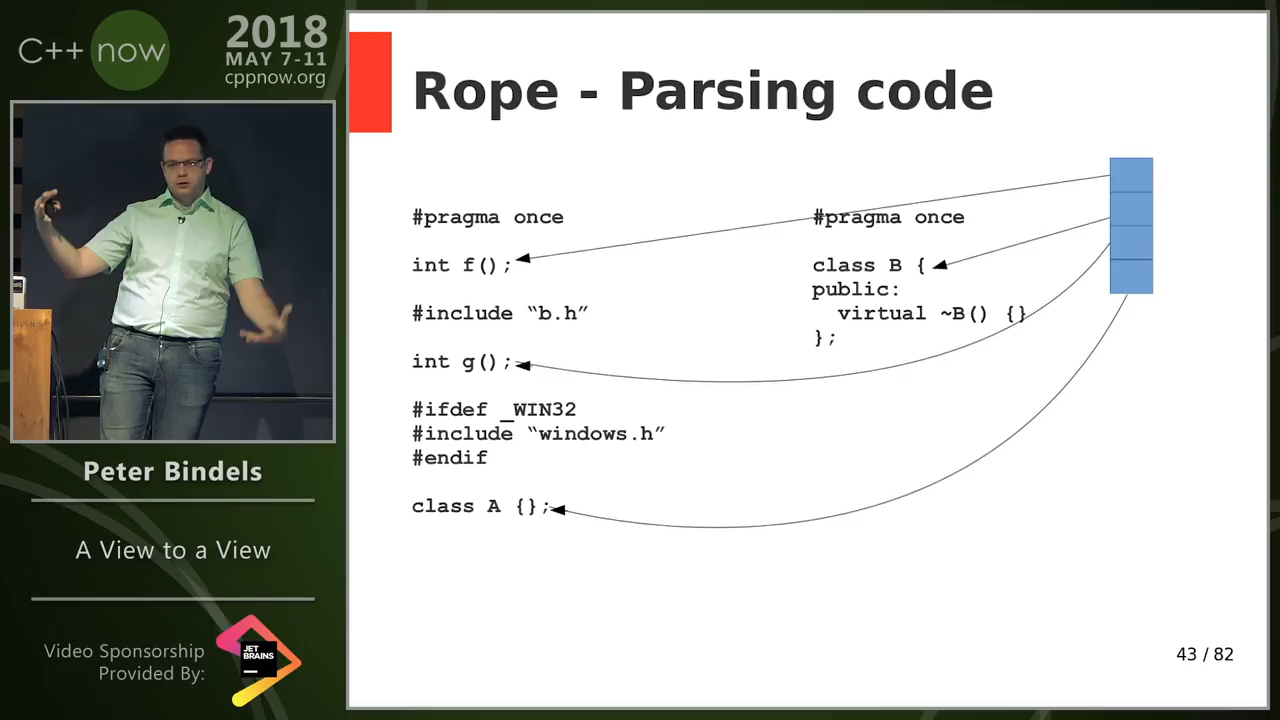 C++ now
2018
MAY 7-11
cppnow.org
Peter Bindels
A View to a View
Video Sponsorship
Provided By:
JET
BRAINS
Rope - Parsing code
#pragma once
int f();
#include “b.h”
int g();
#ifdef _WIN32
#include “windows.h”
#endif
class A {};
#pragma once
class B {
public:
virtual ~B() {}
};
43 / 82